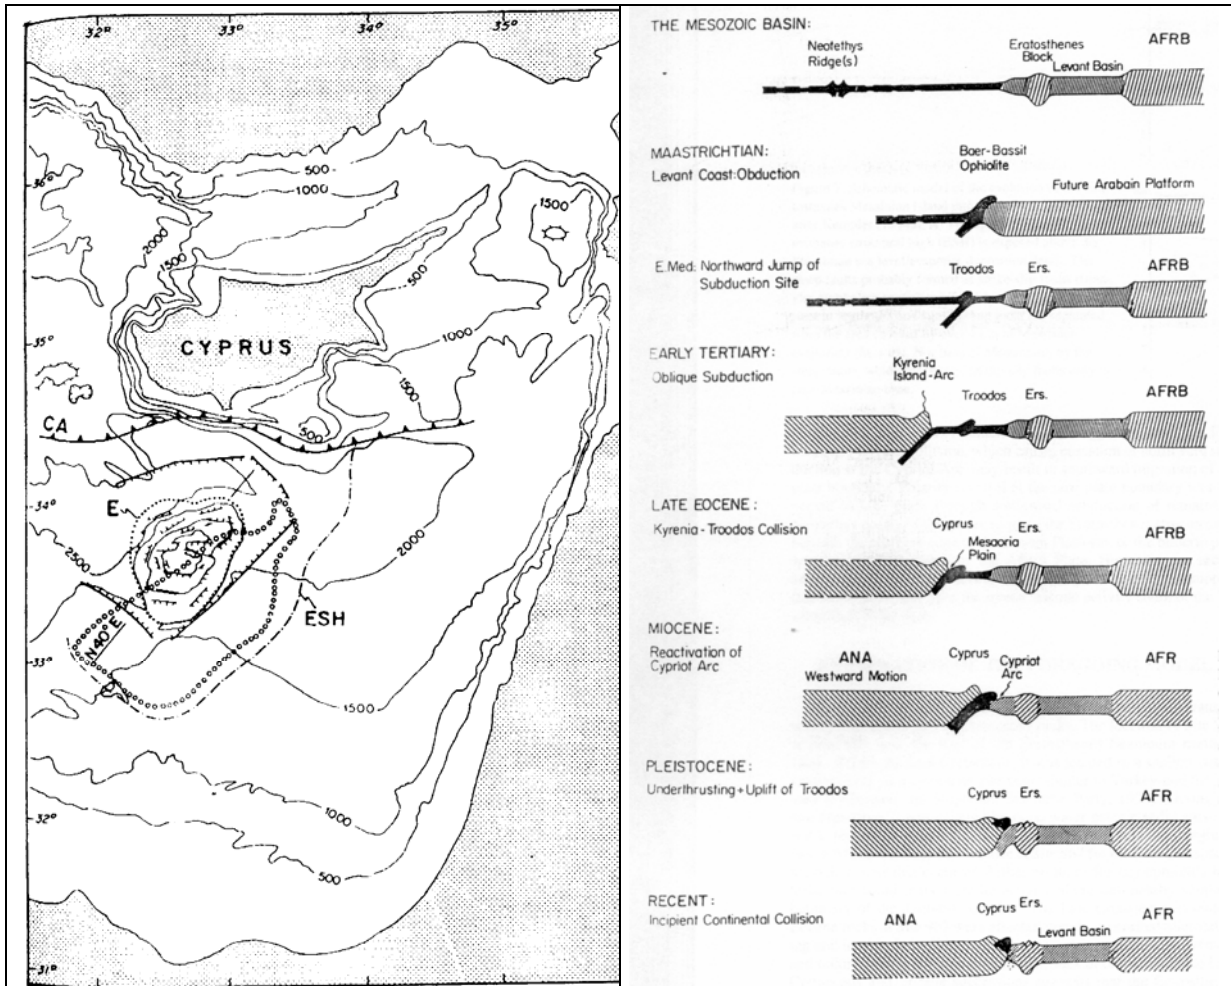 32°
33°
34°
35°
36°
500
1000
1500
2000
1500
500
35°
CYPRUS
1000
1500
CA
500
34°
E
2500
2000
N40°E
ESH
33°
1500
32°
1000
500
31°
THE MESOZOIC BASIN:
Neotethys
Ridge(s)
Eratosthenes
Block
Levant Basin
AFRB
MAASTRICHTIAN:
Levant Coast:Obduction
Baer-Bassit
Ophiolite
Future Arabain Platform
E.Med: Northward Jump of
Subduction Site
Troodos
Ers.
AFRB
EARLY TERTIARY:
Oblique Subduction
Kyrenia
Island-Arc
Troodos
Ers.
AFRB
LATE EOCENE:
Kyrenia-Troodos Collision
Cyprus
Mesaoria
Plain
Ers.
AFRB
MIOCENE:
Reactivation of
Cypriot Arc
ANA
Westward Motion
Cyprus
Cypriot
Arc
AFR
PLEISTOCENE:
Underthrusting+Uplift of Troodos
Cyprus
Ers.
AFR
RECENT:
Incipient Continental Collision
ANA
Cyprus
Ers.
Levant Basin
AFR